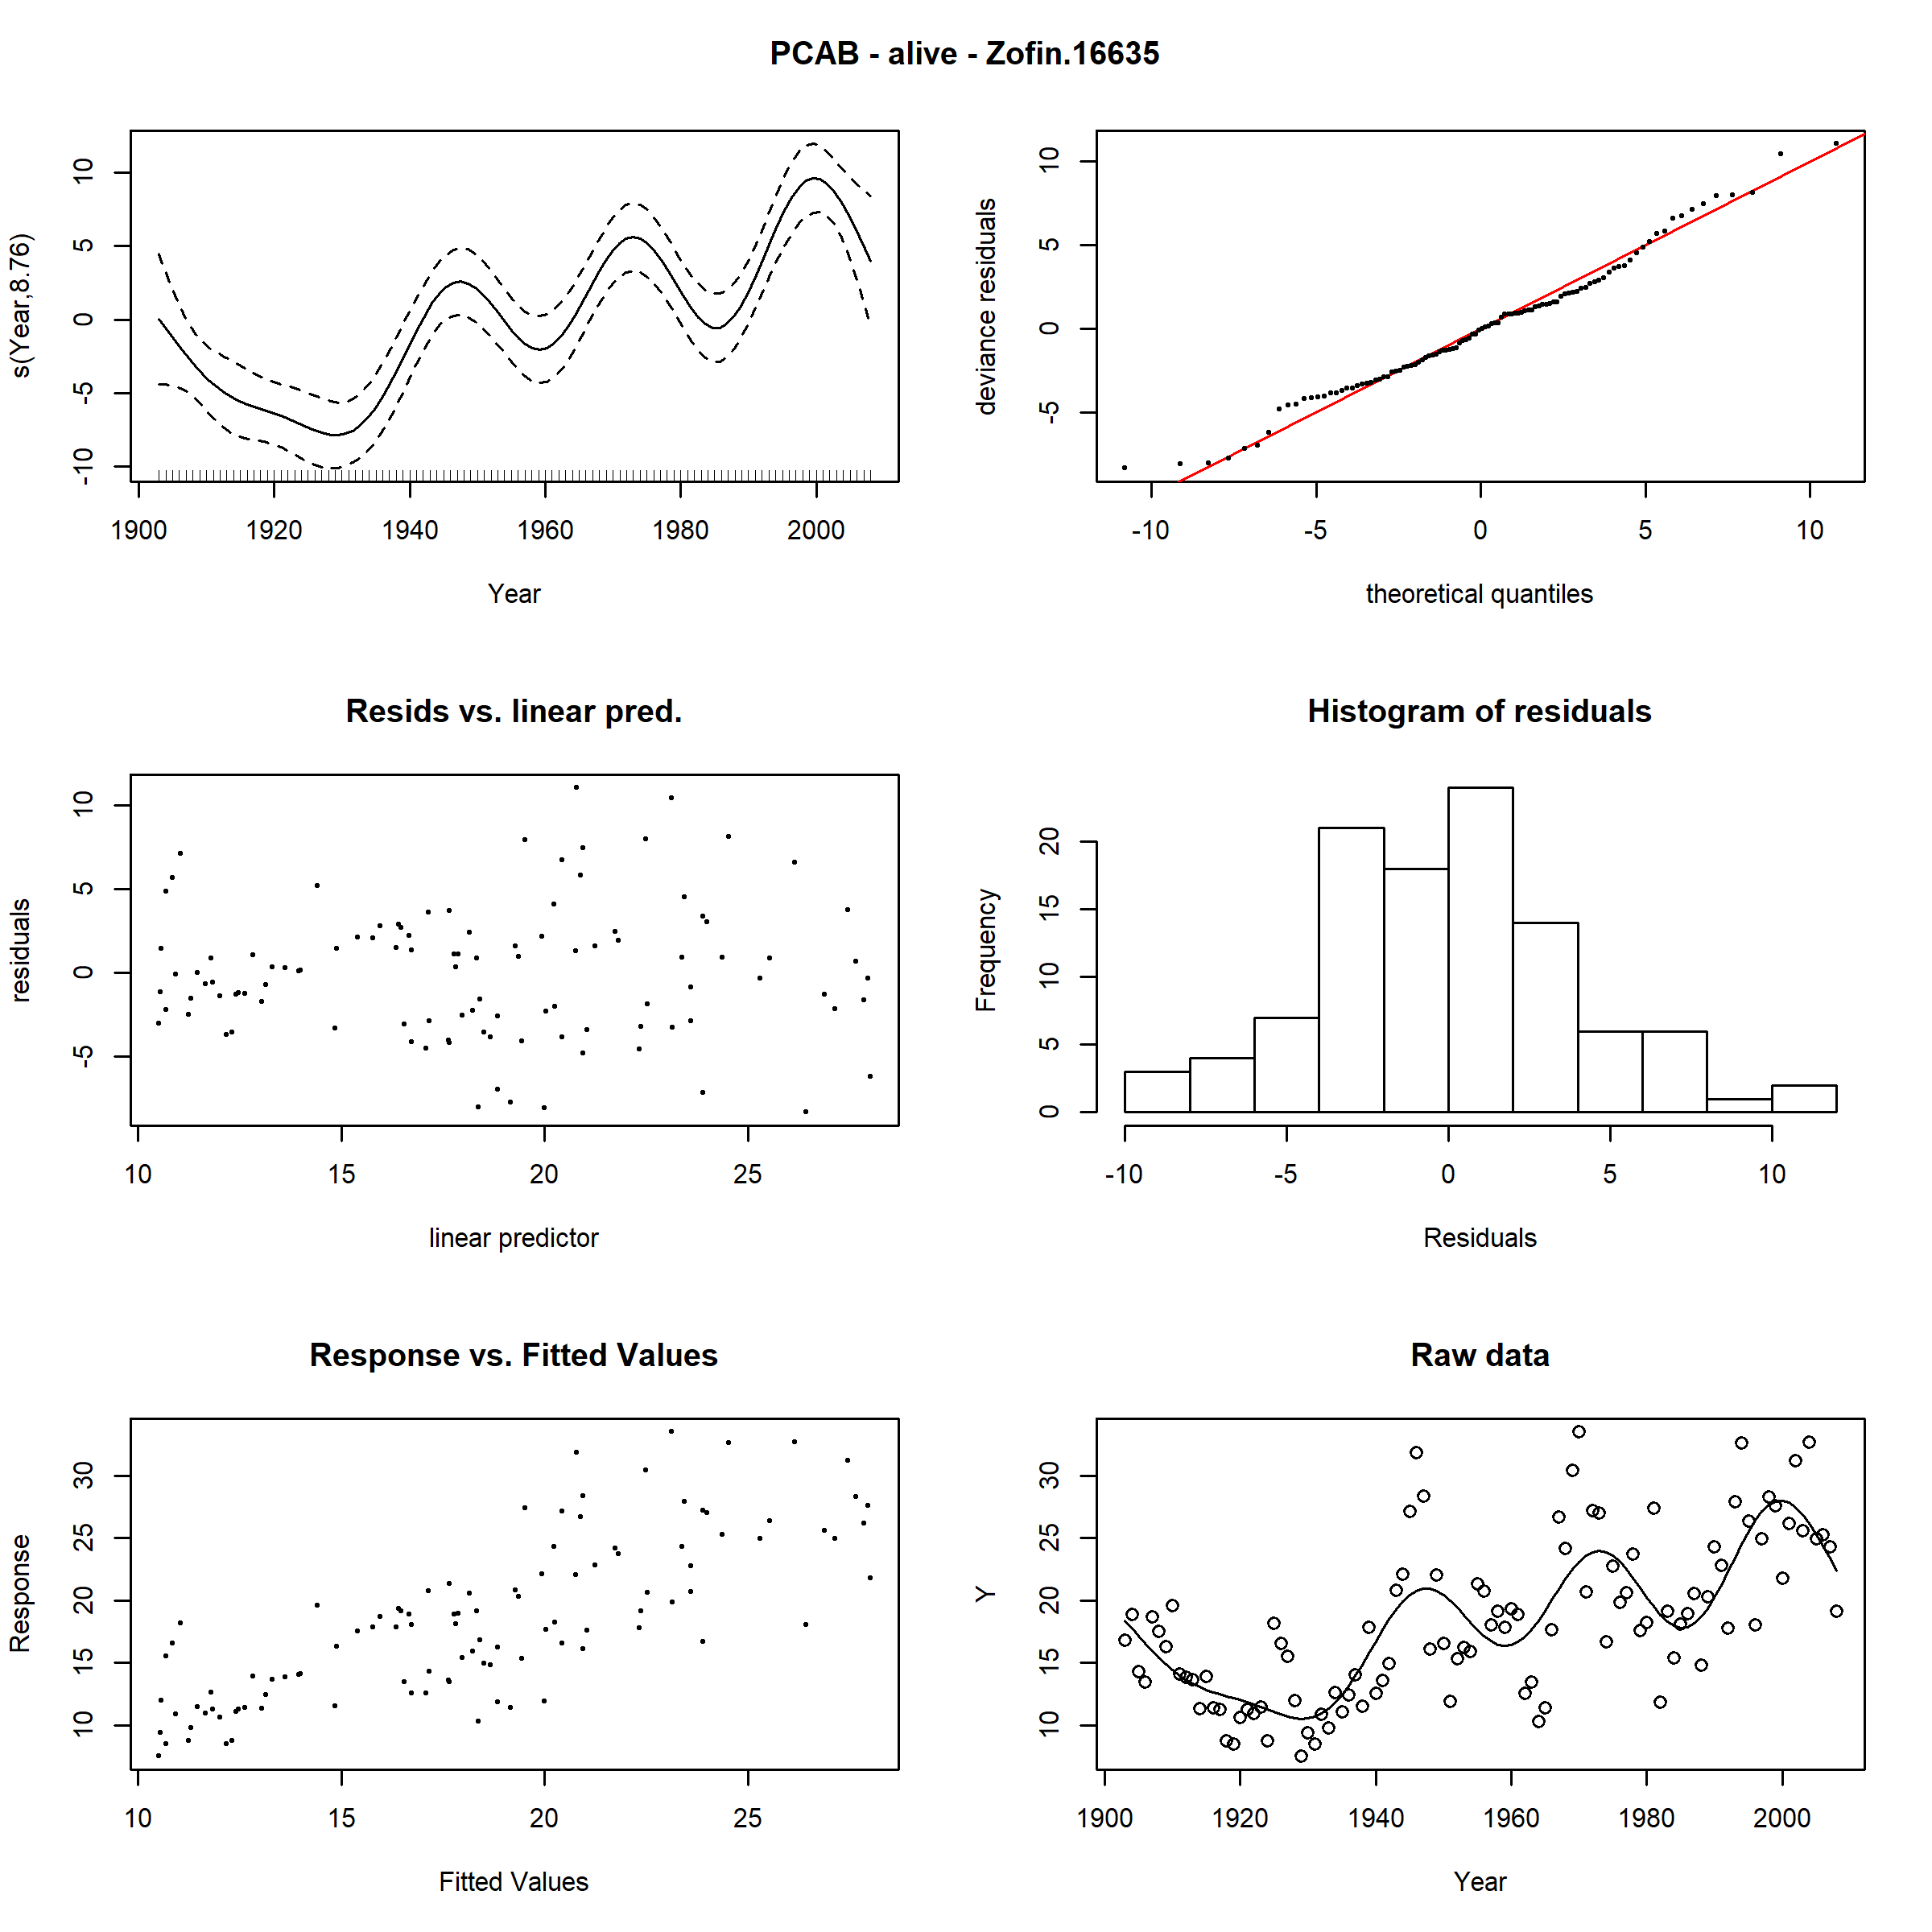 PCAB - alive - Zofin.16635
s(Year,8.76)
-10 -5 0 5 10
1900 1920 1940 1960 1980 2000
Year
deviance residuals
-5 0 5 10
-10 -5 0 5 10
theoretical quantiles
Resids vs. linear pred.
residuals
-5 0 5 10
10 15 20 25
linear predictor
Histogram of residuals
Frequency
0 5 10 15 20
-10 -5 0 5 10
Residuals
Response vs. Fitted Values
Response
10 15 20 25 30
10 15 20 25
Fitted Values
Raw data
Y
10 15 20 25 30
1900 1920 1940 1960 1980 2000
Year